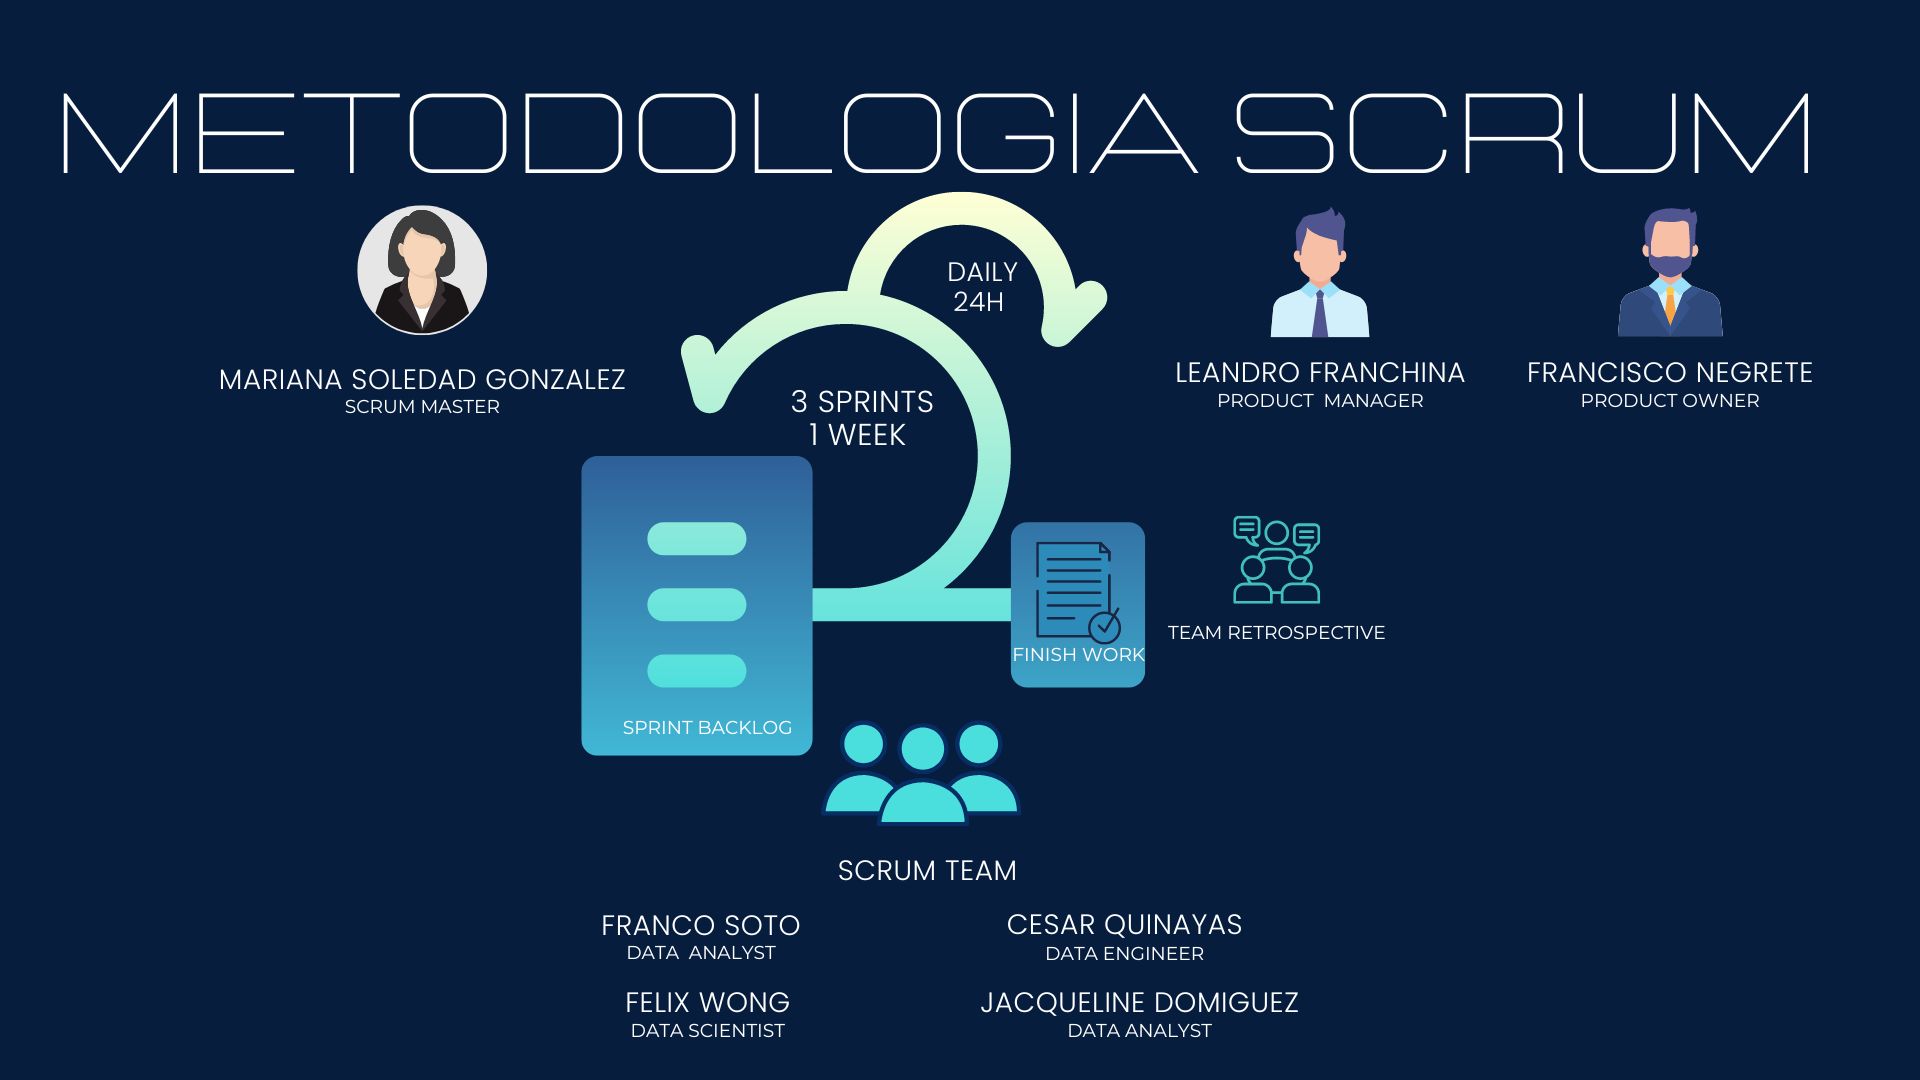 METODOLOGIA SCRUM
DAILY
24H
MARIANA SOLEDAD GONZALEZ
SCRUM MASTER
LEANDRO FRANCHINA
PRODUCT MANAGER
FRANCISCO NEGRETE
PRODUCT OWNER
3 SPRINTS
1 WEEK
TEAM RETROSPECTIVE
FINISH WORK
SPRINT BACKLOG
SCRUM TEAM
FRANCO SOTO
DATA ANALYST
CESAR QUINAYAS
DATA ENGINEER
FELIX WONG
DATA SCIENTIST
JACQUELINE DOMIGUEZ
DATA ANALYST